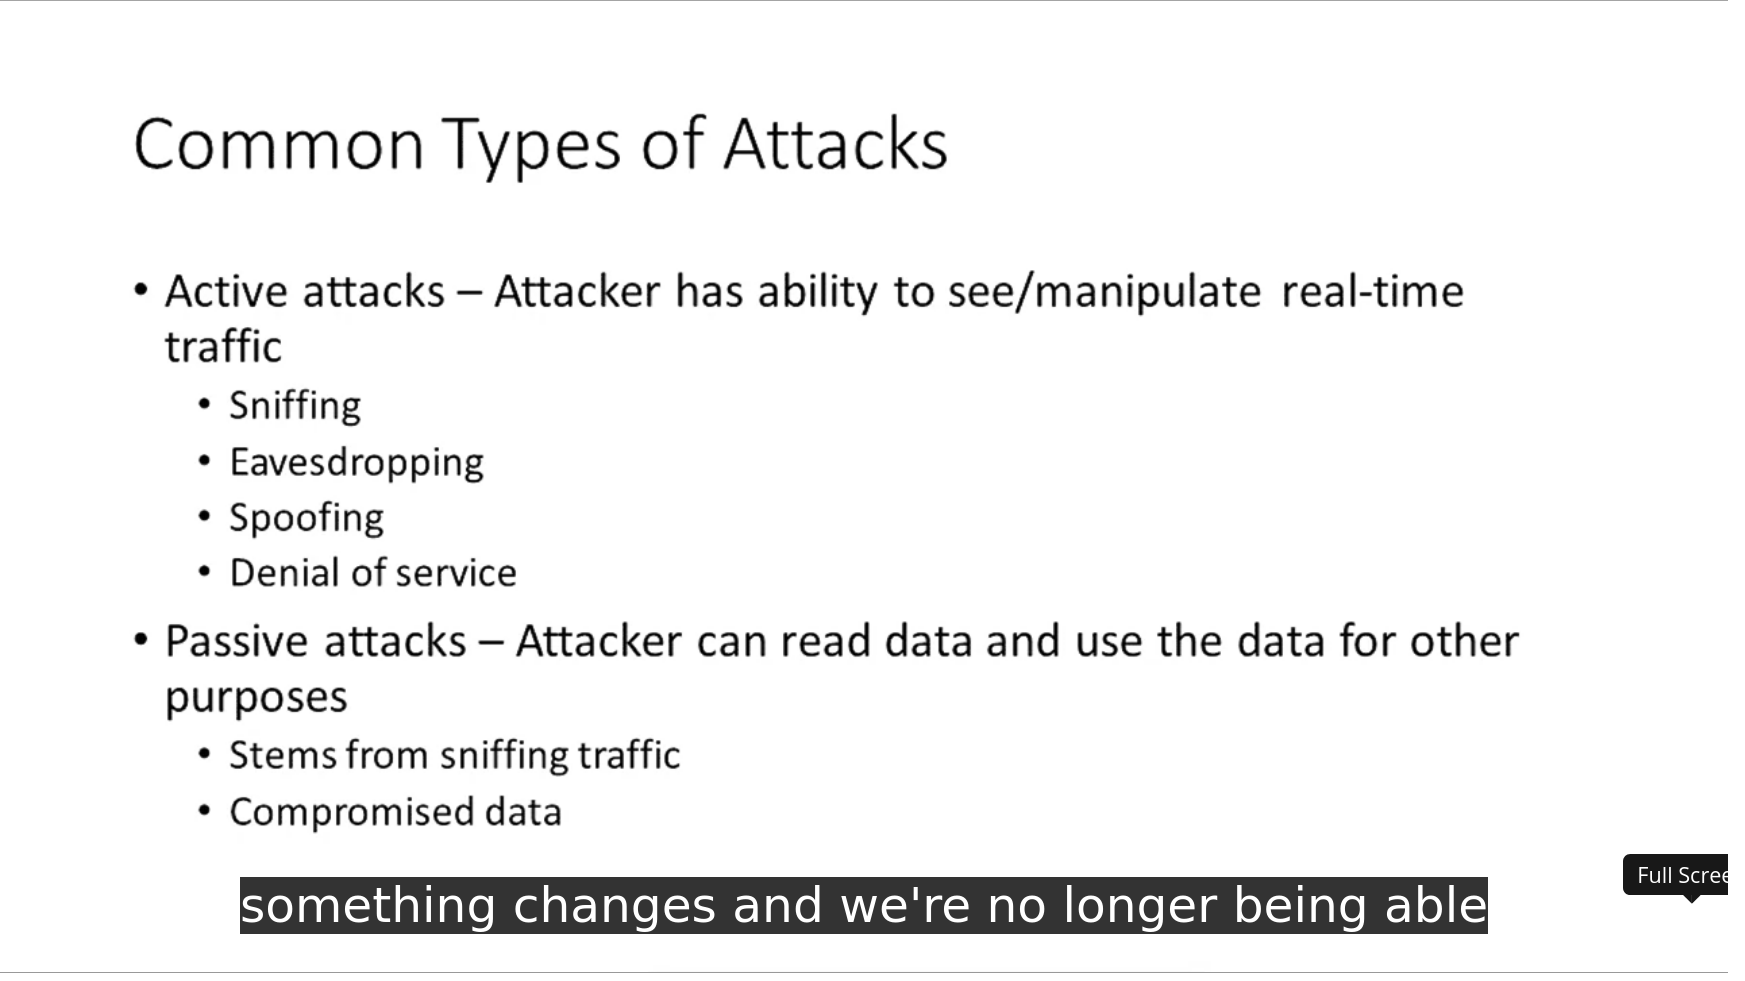 Common Types of Attacks
• Active attacks – Attacker has ability to see/manipulate real-time
traffic
• Sniffing
• Eavesdropping
• Spoofing
• Denial of service
• Passive attacks – Attacker can read data and use the data for other
purposes
• Stems from sniffing traffic
• Compromised data
Full Scree
something changes and we're no longer being able